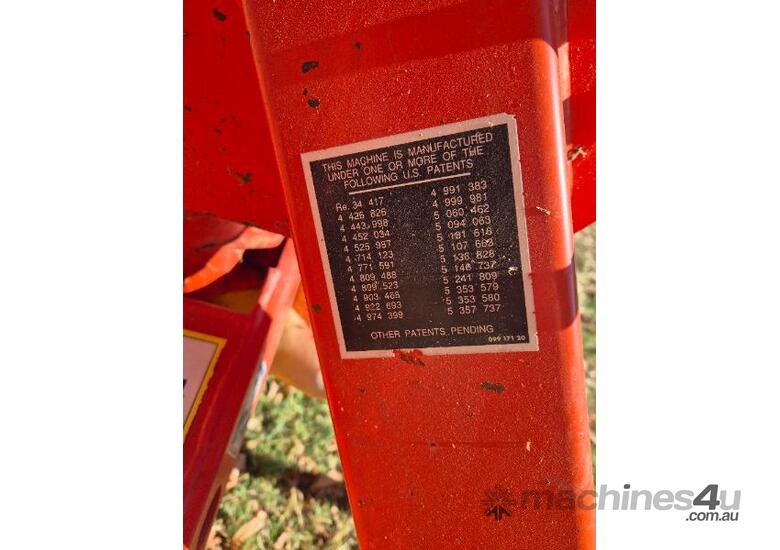 THIS MACHINE IS MANUFACTURED
UNDER ONE OR MORE OF THE
FOLLOWING U.S. PATENTS
Re. 34 417
4 426 826
4 443 998
4 452 034
4 525 987
4 714 123
4 771 591
4 809 488
4 899 523
4 903 465
4 922 693
4 974 399
4 991 383
4 999 981
5 060 462
5 094 063
5 181 616
5 107 663
5 136 828
5 148 737
5 241 809
5 353 579
5 353 580
5 357 737
OTHER PATENTS PENDING
099 171 20
machines4u
.com.au